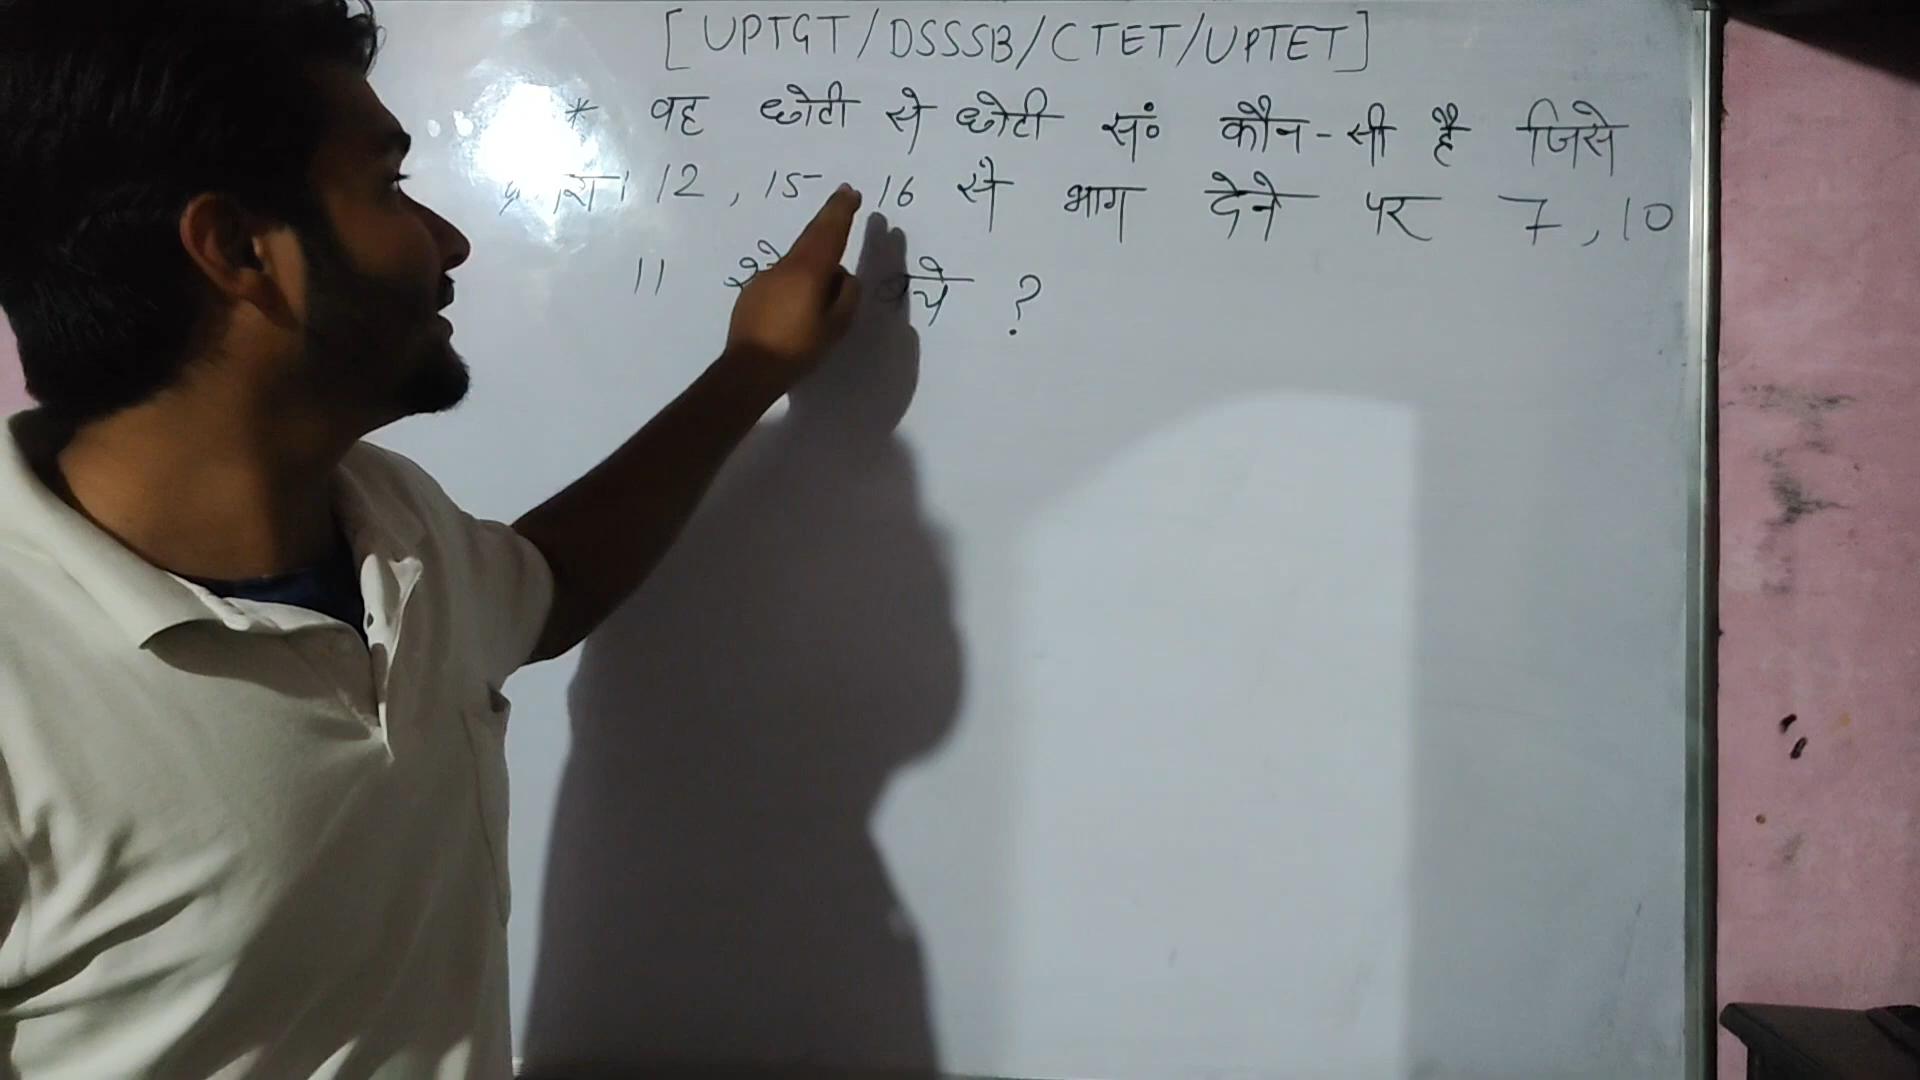 [UPTGT/DSSSB/CTET/UPTET]
* वह छोटी से छोटी सं० कौन-सी है जिसे
12, 15 16 से भाग देने पर 7, 10
11 ?